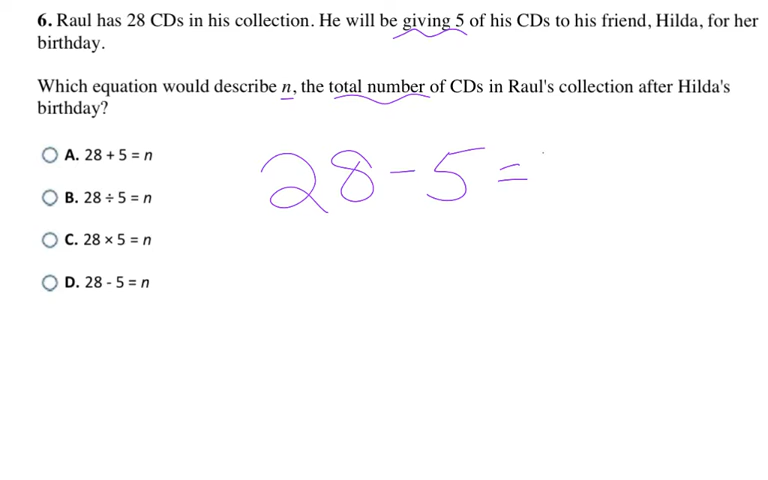 6. Raul has 28 CDs in his collection. He will be giving 5 of his CDs to his friend, Hilda, for her
birthday.
Which equation would describe n, the total number of CDs in Raul's collection after Hilda's
birthday?
A. 28 + 5 = n
B. 28 ÷ 5 = n
C. 28 × 5 = n
D. 28 - 5 = n
28 - 5 =